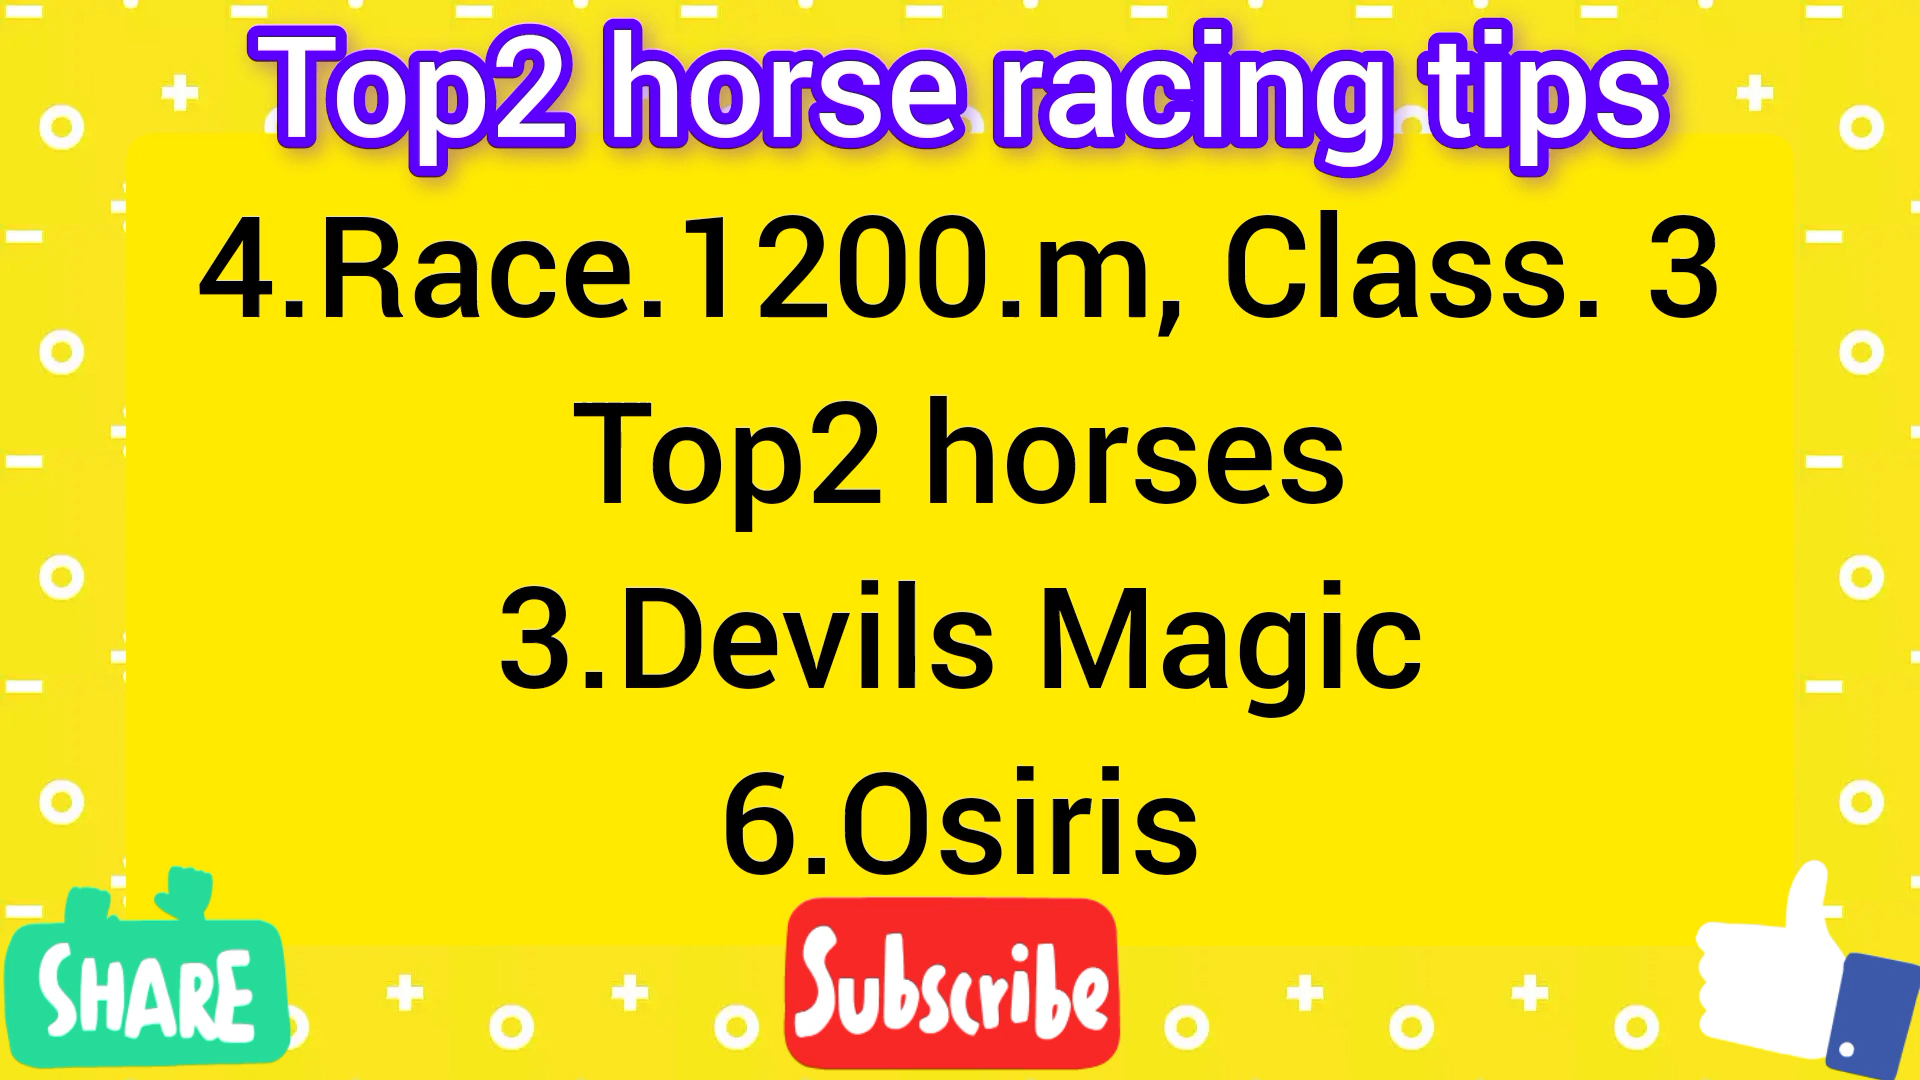 Top2 horse racing tips
4.Race.1200.m, Class. 3
Top2 horses
3.Devils Magic
6.Osiris
SHARE
Subscribe